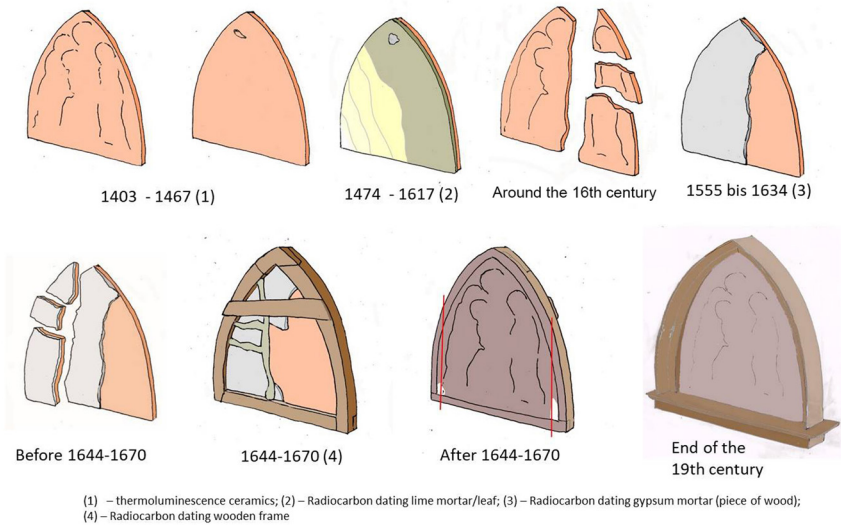 1403 - 1467 (1)
1474 - 1617 (2)
Around the 16th century
1555 bis 1634 (3)
Before 1644-1670
1644-1670 (4)
After 1644-1670
End of the
19th century
(1) – thermoluminescence ceramics; (2) – Radiocarbon dating lime mortar/leaf; (3) – Radiocarbon dating gypsum mortar (piece of wood);
(4) – Radiocarbon dating wooden frame